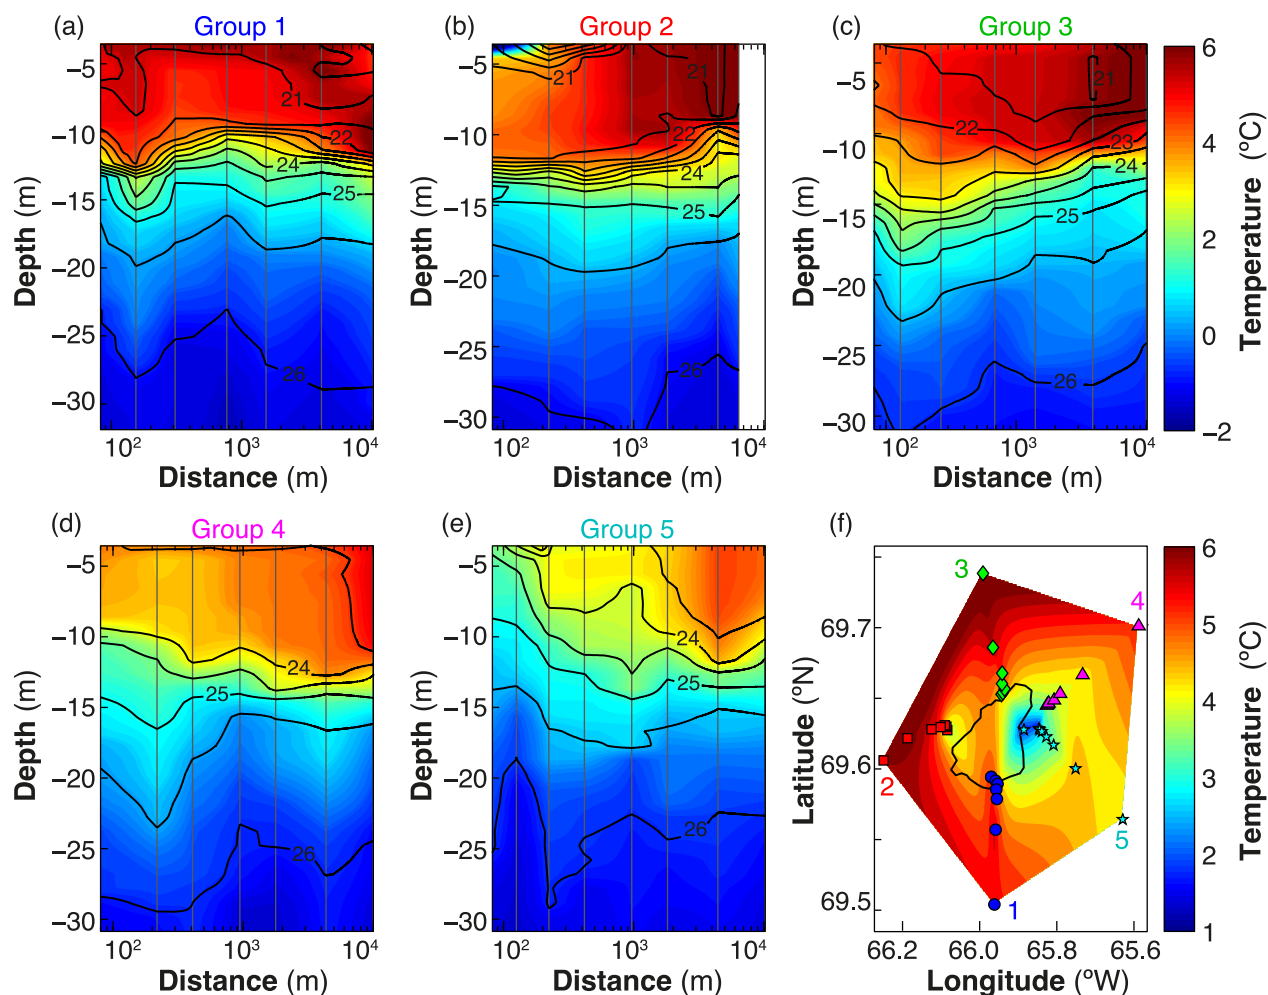 (a) Group 1
(b) Group 2
(c) Group 3
−5
−10
−15
−20
−25
−30
Depth (m)
21
22
24
25
26
10² 10³ 10⁴
Distance (m)
−5
−10
−15
−20
−25
−30
Depth (m)
21
22
24
25
26
10² 10³ 10⁴
Distance (m)
−5
−10
−15
−20
−25
−30
Depth (m)
21
22
23
24
25
26
10² 10³ 10⁴
Distance (m)
6
4
2
0
−2
Temperature (ºC)
(d) Group 4
(e) Group 5
(f)
−5
−10
−15
−20
−25
−30
Depth (m)
24
25
26
10² 10³ 10⁴
Distance (m)
−5
−10
−15
−20
−25
−30
Depth (m)
24
25
26
10² 10³ 10⁴
Distance (m)
69.7
69.6
69.5
Latitude (ºN)
3
4
2
5
1
66.2 66.0 65.8 65.6
Longitude (ºW)
6
5
4
3
2
1
Temperature (ºC)